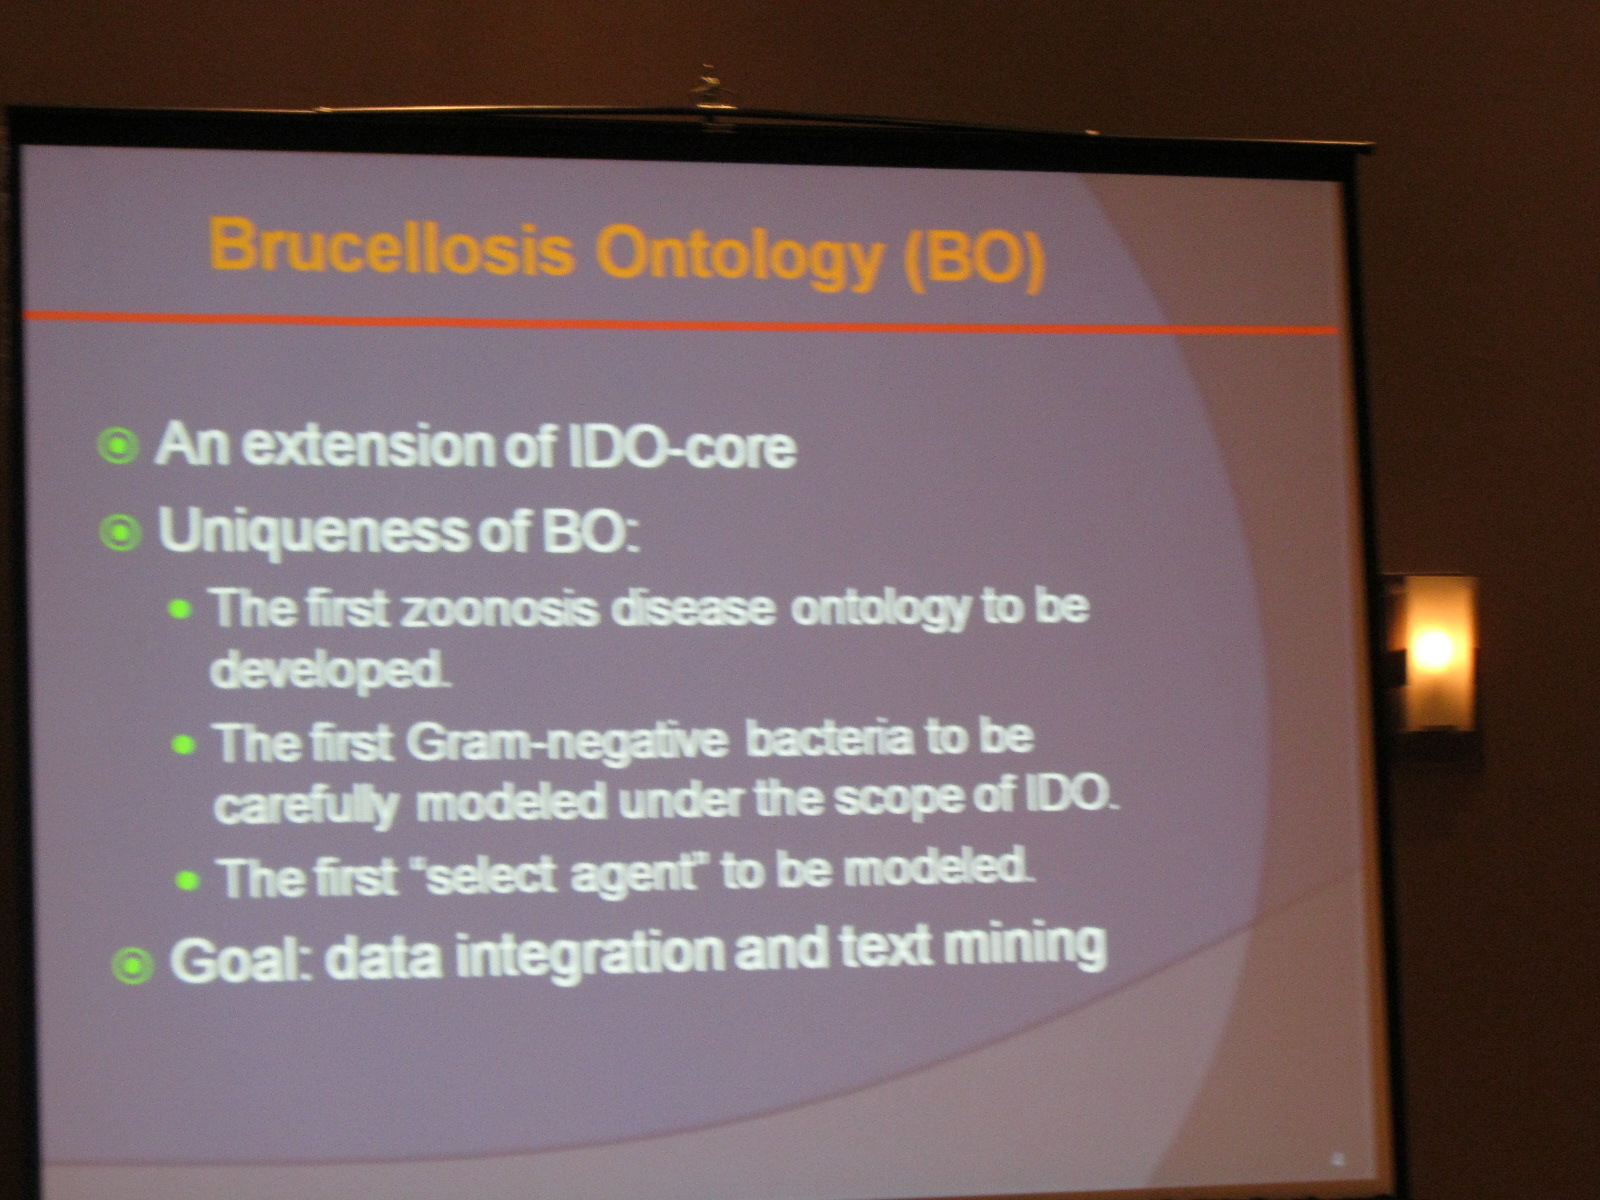 Brucellosis Ontology (BO)
An extension of IDO-core
Uniqueness of BO:
The first zoonosis disease ontology to be
developed.
The first Gram-negative bacteria to be
carefully modeled under the scope of IDO.
The first “select agent” to be modeled.
Goal: data integration and text mining